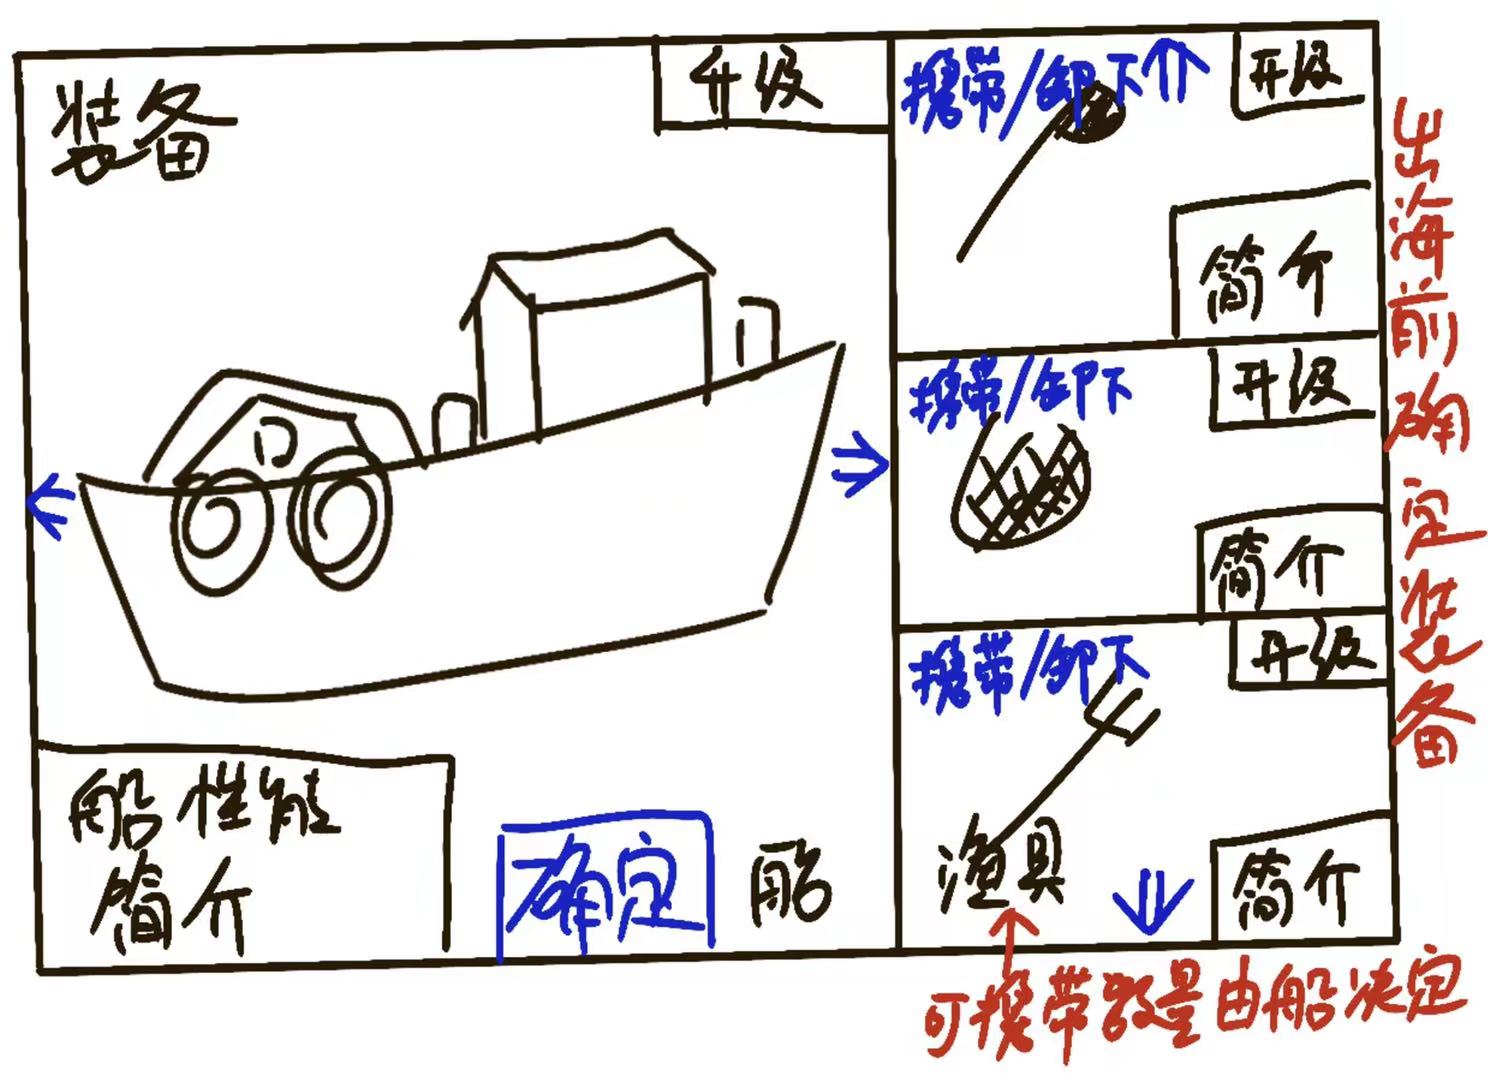 装备
升级
船性能
简介
确定
船
携带/卸下
升级
简介
携带/卸下
升级
简介
携带/卸下
升级
渔具
简介
出海前确定装备
可携带数量由船决定